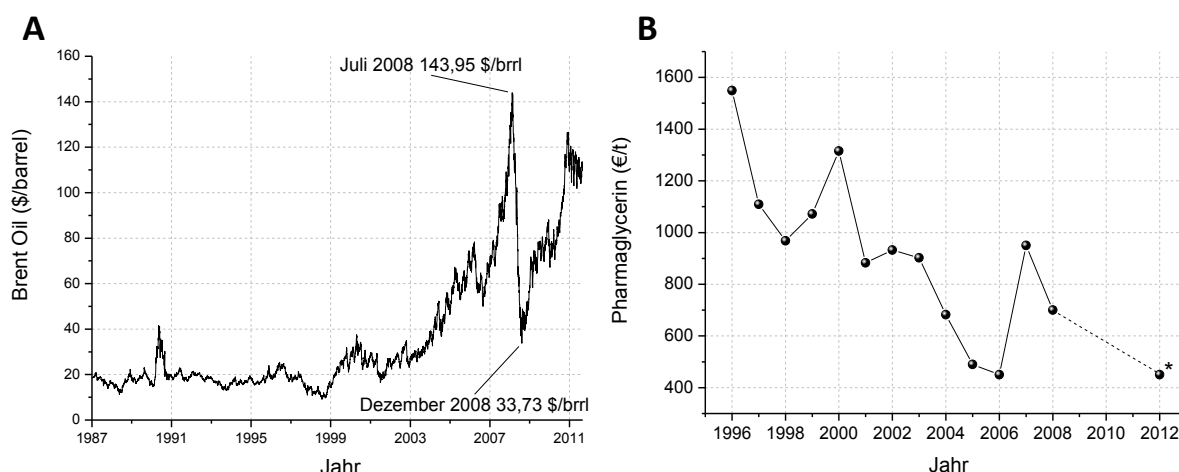 A
Brent Oil ($/barrel)
160
140
120
100
80
60
40
20
0
Juli 2008 143,95 $/brrl
Dezember 2008 33,73 $/brrl
1987 1991 1995 1999 2003 2007 2011
Jahr
B
Pharmaglycerin (€/t)
1600
1400
1200
1000
800
600
400
*
1996 1998 2000 2002 2004 2006 2008 2010 2012
Jahr